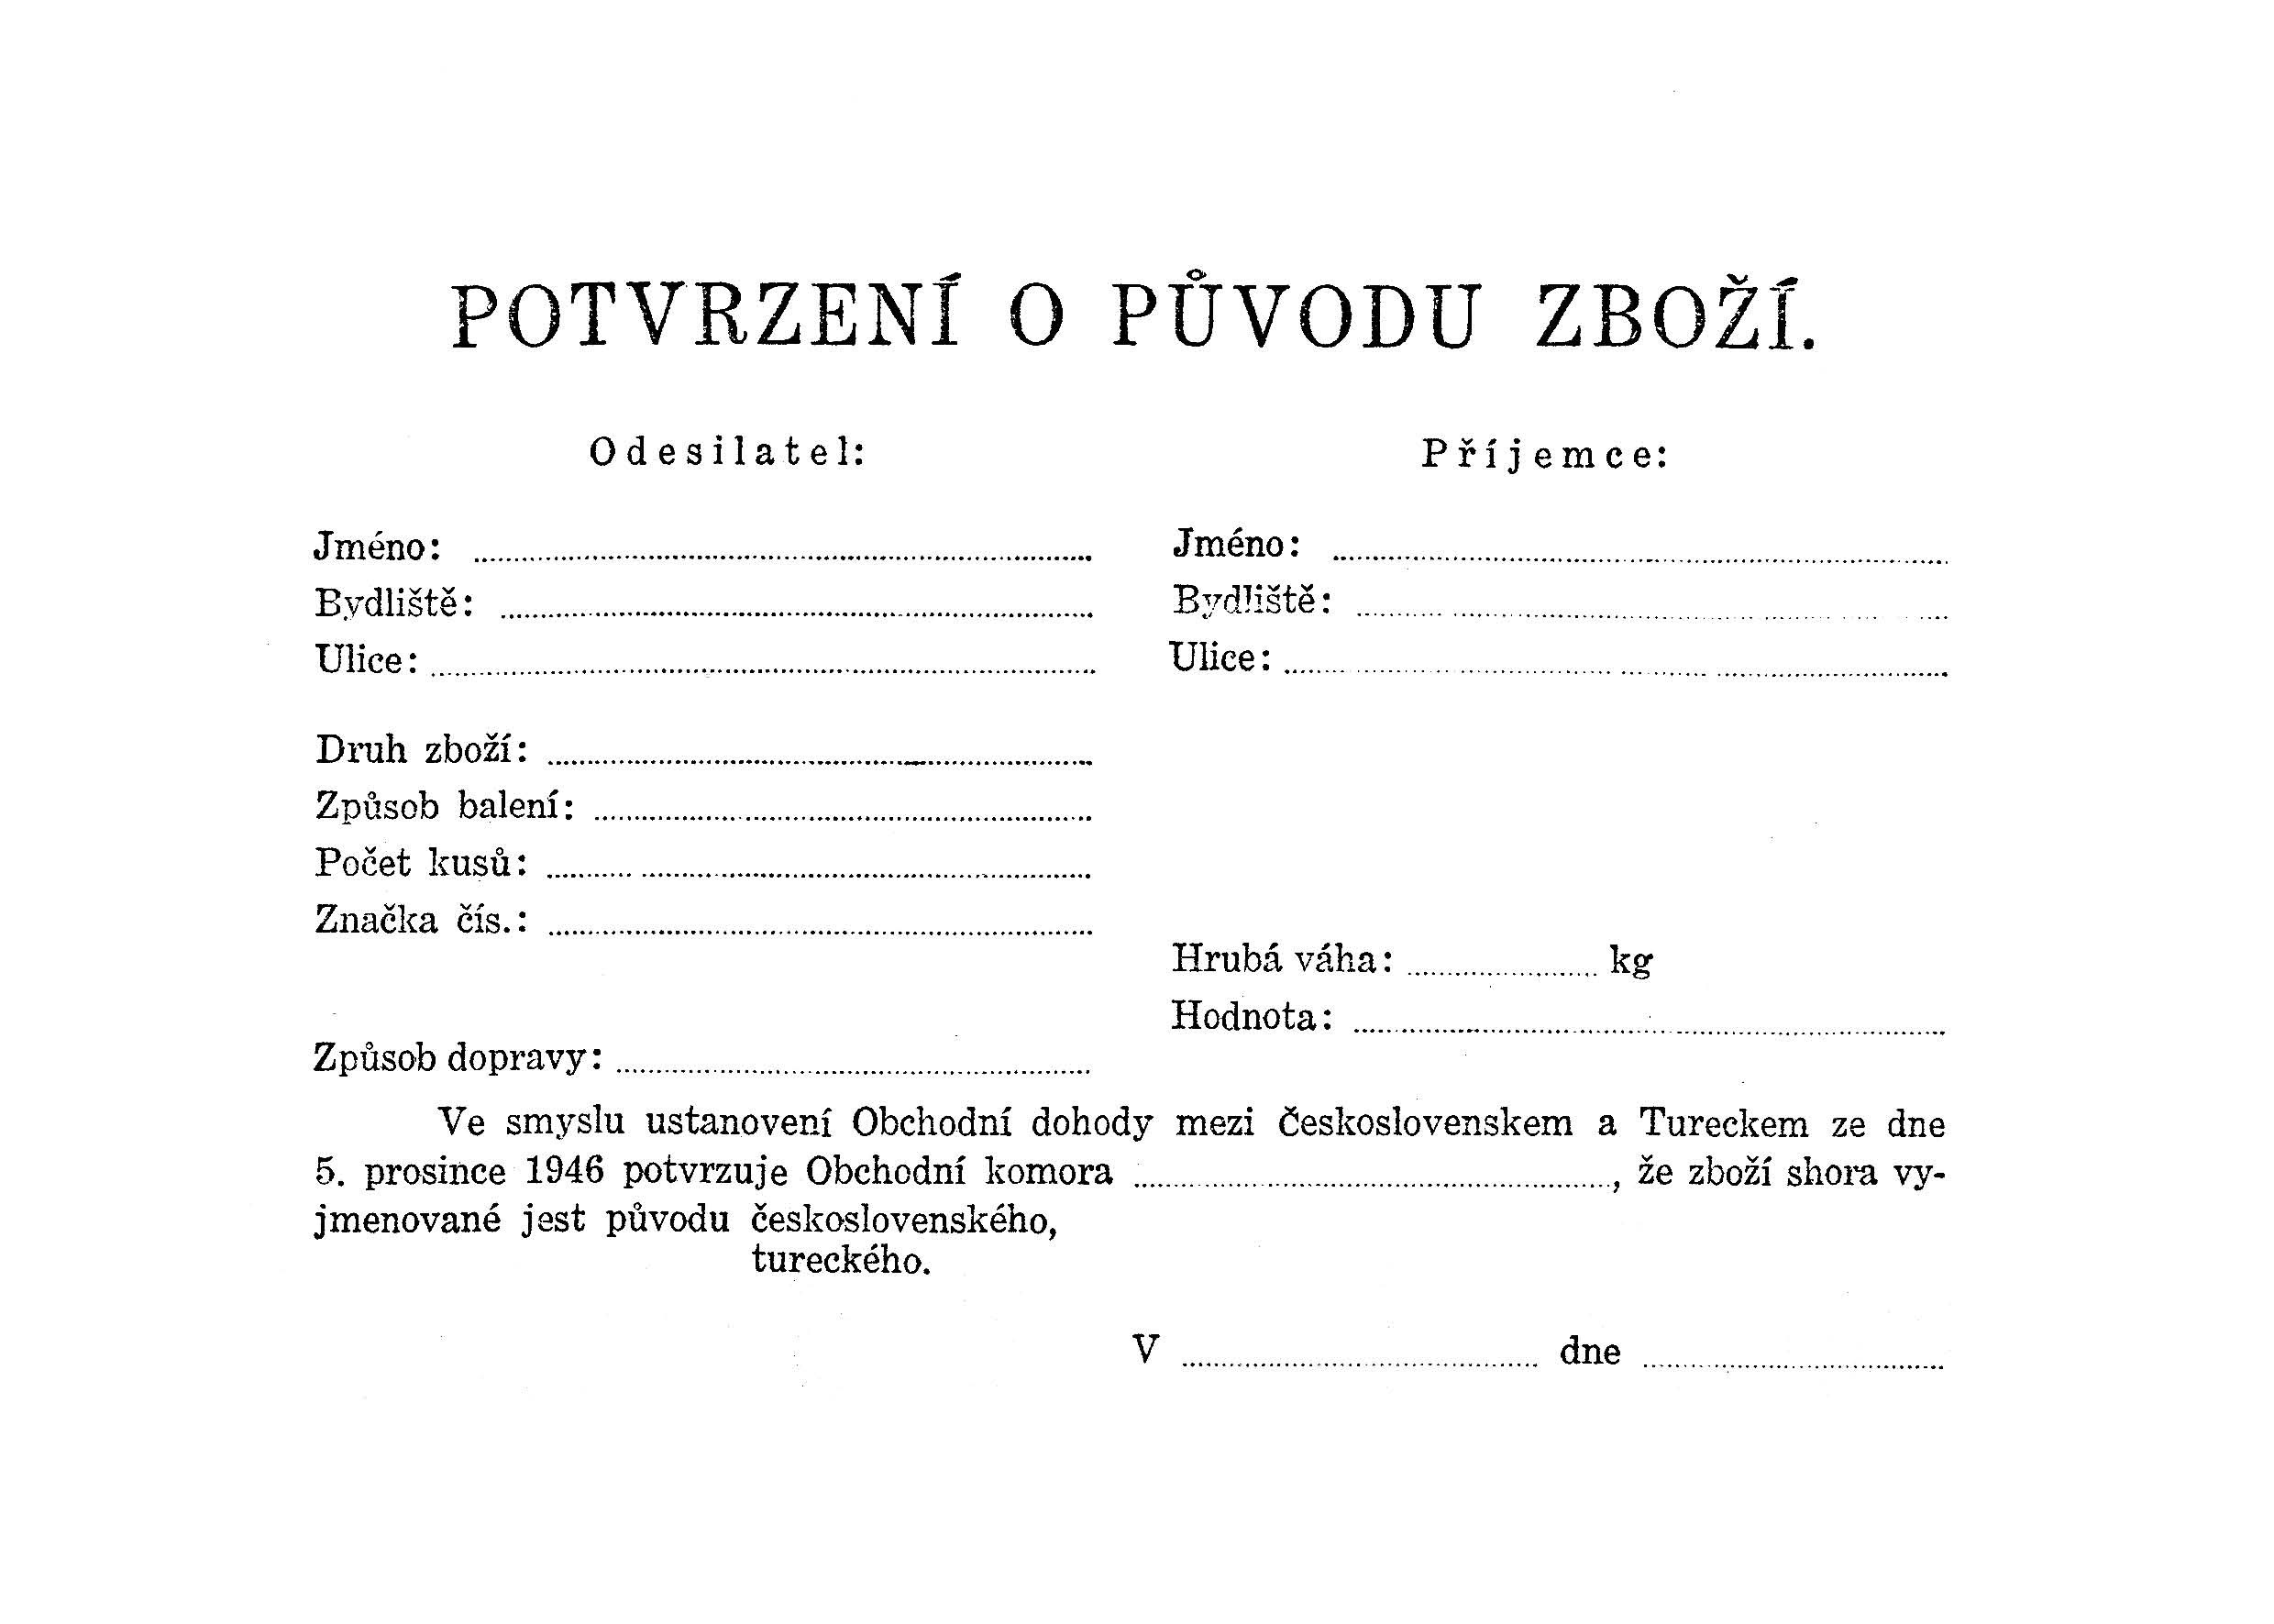 POTVRZENÍ O PŮVODU ZBOŽÍ.
Odesilatel:
Jméno:
Bydliště:
Ulice:
Příjemce:
Jméno:
Bydliště:
Ulice:
Druh zboží:
Způsob balení:
Počet kusů:
Značka čís.:
Hrubá váha: kg
Hodnota:
Způsob dopravy:
Ve smyslu ustanovení Obchodní dohody mezi Československem a Tureckem ze dne
5. prosince 1946 potvrzuje Obchodní komora , že zboží shora vy-
jmenované jest původu československého,
tureckého.
V dne